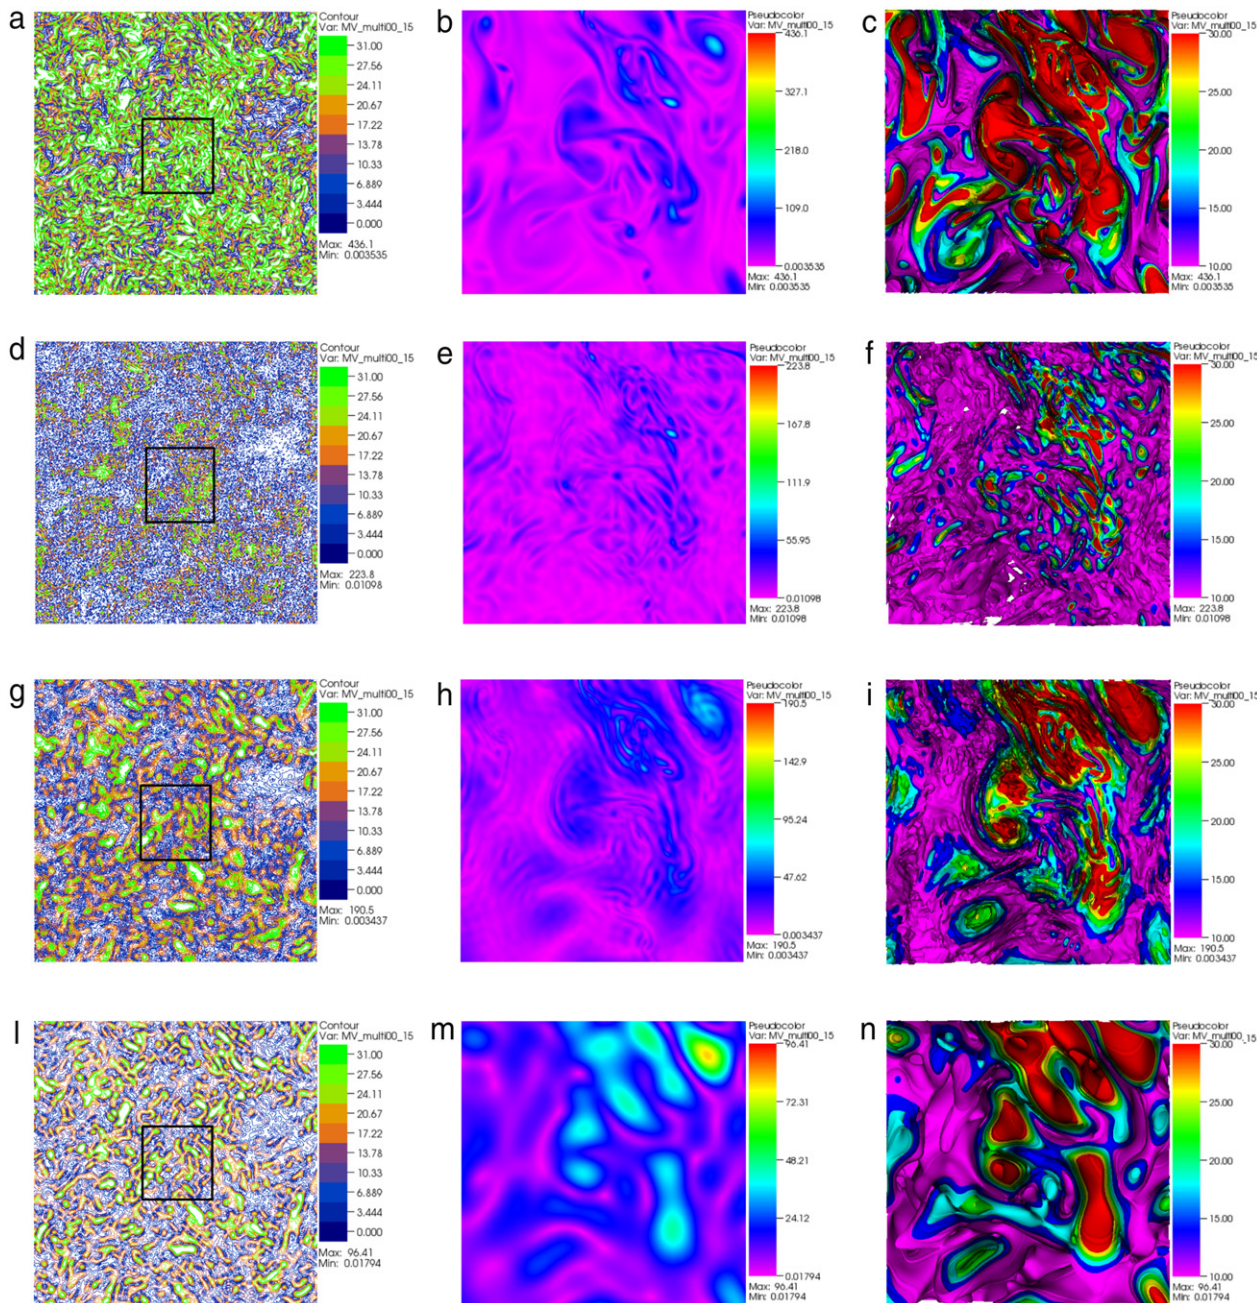 a
Contour
Var: MV_multi00_15
31.00
27.56
24.11
20.67
17.22
13.78
10.33
6.889
3.444
0.000
Max: 436.1
Min: 0.003535
b
Pseudocolor
Var: MV_multi00_15
436.1
327.1
218.0
109.0
0.003535
Max: 436.1
Min: 0.003535
c
Pseudocolor
Var: MV_multi00_15
30.00
25.00
20.00
15.00
10.00
Max: 436.1
Min: 0.003535
d
Contour
Var: MV_multi00_15
31.00
27.56
24.11
20.67
17.22
13.78
10.33
6.889
3.444
0.000
Max: 223.8
Min: 0.01098
e
Pseudocolor
Var: MV_multi00_15
223.8
167.8
111.9
55.95
0.01098
Max: 223.8
Min: 0.01098
f
Pseudocolor
Var: MV_multi00_15
30.00
25.00
20.00
15.00
10.00
Max: 223.8
Min: 0.01098
g
Contour
Var: MV_multi00_15
31.00
27.56
24.11
20.67
17.22
13.78
10.33
6.889
3.444
0.000
Max: 190.5
Min: 0.003437
h
Pseudocolor
Var: MV_multi00_15
190.5
142.9
95.24
47.62
0.003437
Max: 190.5
Min: 0.003437
i
Pseudocolor
Var: MV_multi00_15
30.00
25.00
20.00
15.00
10.00
Max: 190.5
Min: 0.003437
l
Contour
Var: MV_multi00_15
31.00
27.56
24.11
20.67
17.22
13.78
10.33
6.889
3.444
0.000
Max: 96.41
Min: 0.01794
m
Pseudocolor
Var: MV_multi00_15
96.41
72.31
48.21
24.12
0.01794
Max: 96.41
Min: 0.01794
n
Pseudocolor
Var: MV_multi00_15
30.00
25.00
20.00
15.00
10.00
Max: 96.41
Min: 0.01794